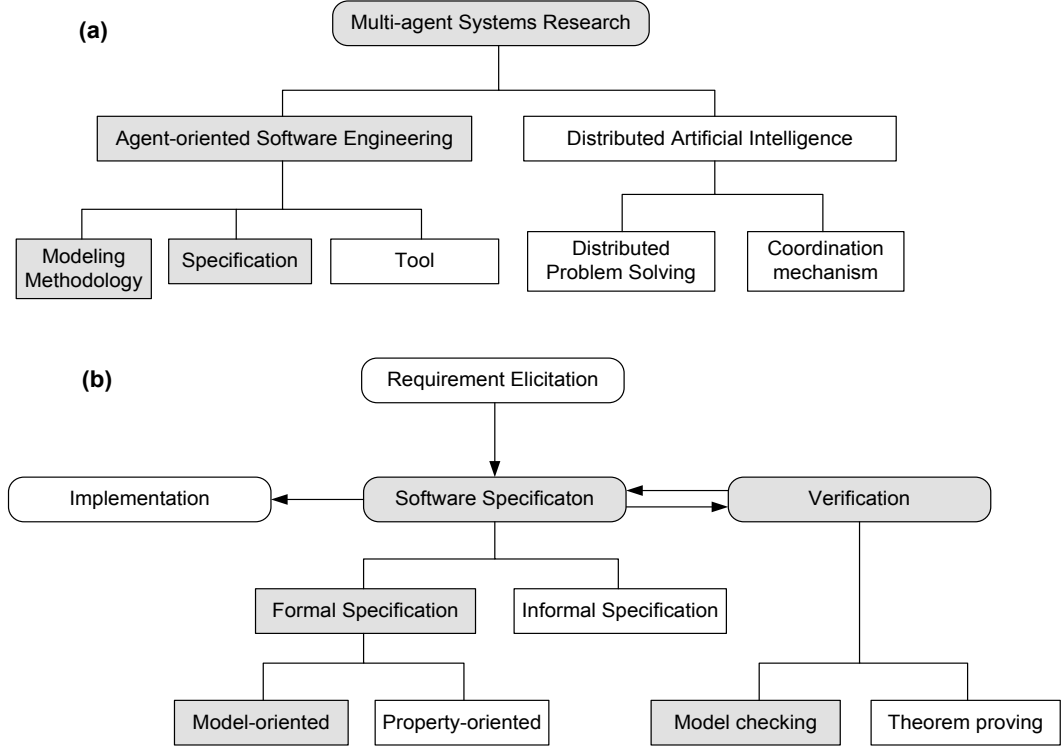 (a)
Multi-agent Systems Research
Agent-oriented Software Engineering
Distributed Artificial Intelligence
Modeling
Methodology
Specification
Tool
Distributed
Problem Solving
Coordination
mechanism
(b)
Requirement Elicitation
Implementation
Software Specificaton
Verification
Formal Specification
Informal Specification
Model-oriented
Property-oriented
Model checking
Theorem proving